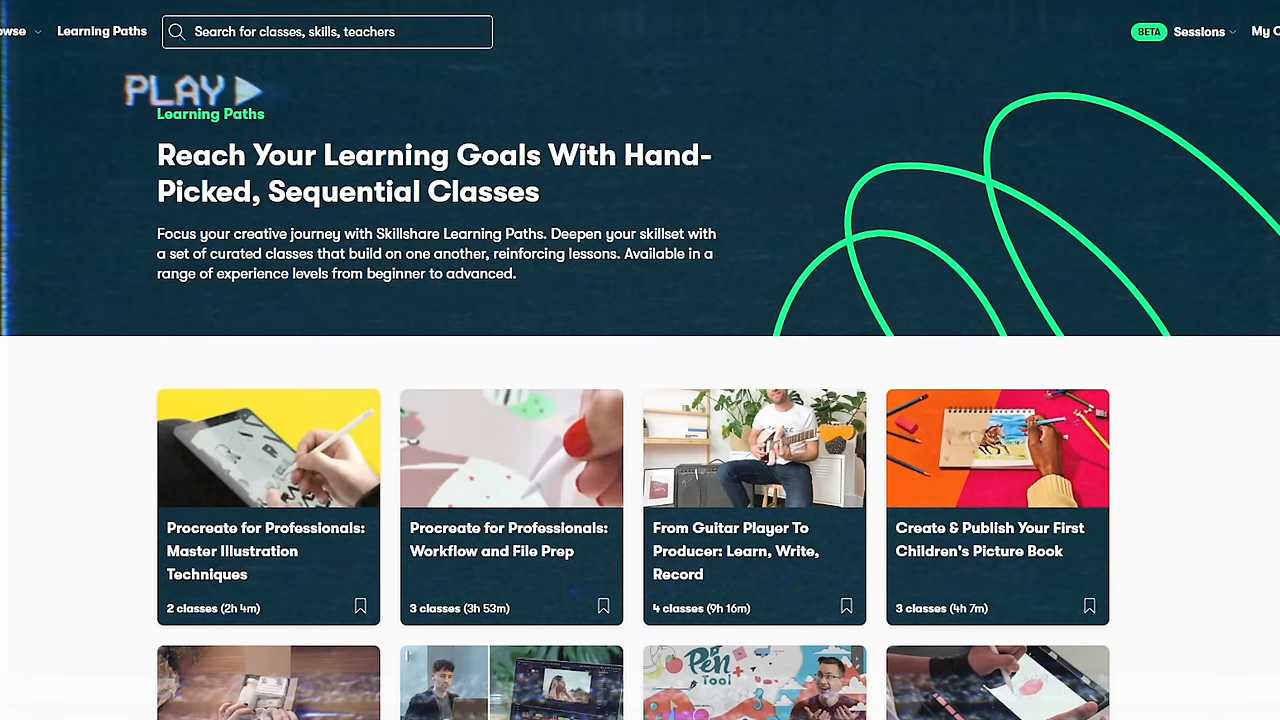 owse
Learning Paths
Search for classes, skills, teachers
BETA
Sessions
My C
PLAY
Learning Paths
Reach Your Learning Goals With Hand-
Picked, Sequential Classes
Focus your creative journey with Skillshare Learning Paths. Deepen your skillset with
a set of curated classes that build on one another, reinforcing lessons. Available in a
range of experience levels from beginner to advanced.
Procreate for Professionals:
Master Illustration
Techniques
2 classes (2h 4m)
Procreate for Professionals:
Workflow and File Prep
3 classes (3h 53m)
From Guitar Player To
Producer: Learn, Write,
Record
4 classes (9h 16m)
Create & Publish Your First
Children's Picture Book
3 classes (4h 7m)
Pen
Tool